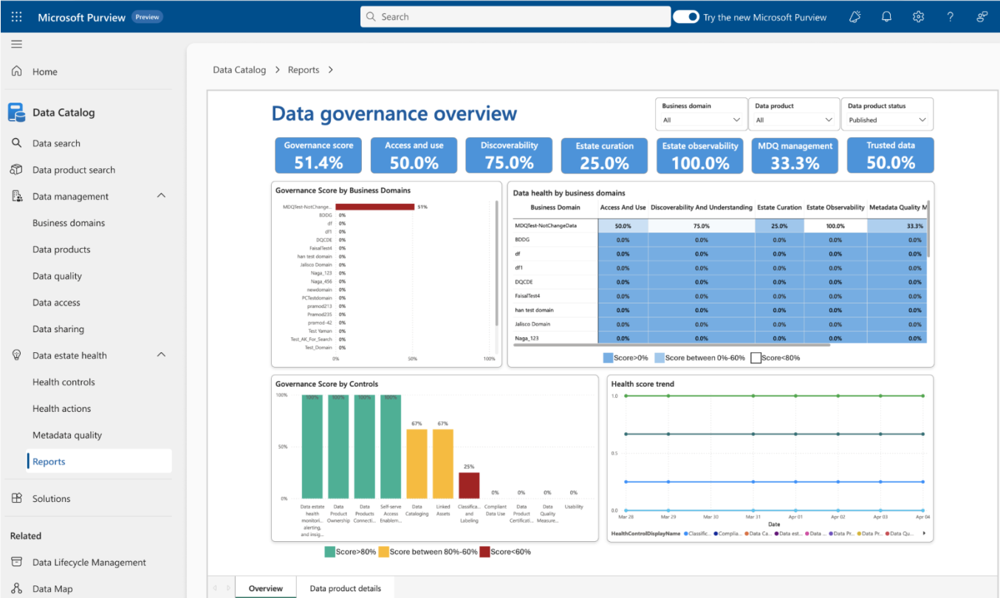 Microsoft Purview Preview
Search
Try the new Microsoft Purview
?
Home
Data Catalog
Data search
Data product search
Data management
Business domains
Data products
Data quality
Data access
Data sharing
Data estate health
Health controls
Health actions
Metadata quality
Reports
Solutions
Related
Data Lifecycle Management
Data Map
Data Catalog > Reports >
Data governance overview
Business domain
All
Data product
All
Data product status
Published
Governance score
51.4%
Access and use
50.0%
Discoverability
75.0%
Estate curation
25.0%
Estate observability
100.0%
MDQ management
33.3%
Trusted data
50.0%
Governance Score by Business Domains
MDQTest-NotChange... 51%
BDDG 0%
df 0%
df1 0%
DQCDE 0%
FaisalTest4 0%
han test domain 0%
Jalisco Domain 0%
Naga_123 0%
Naga_456 0%
newdomain 0%
PCTestdomain 0%
pramod213 0%
Pramod235 0%
pramod-42 0%
Test Yaman 0%
Test_AK_For_Search 0%
Test_Domain 0%
0% 50% 100%
Data health by business domains
Business Domain Access And Use Discoverability And Understanding Estate Curation Estate Observability Metadata Quality M
MDQTest-NotChangeData 50.0% 75.0% 25.0% 100.0% 33.3%
BDDG 0.0% 0.0% 0.0% 0.0% 0.0%
df 0.0% 0.0% 0.0% 0.0% 0.0%
df1 0.0% 0.0% 0.0% 0.0% 0.0%
DQCDE 0.0% 0.0% 0.0% 0.0% 0.0%
FaisalTest4 0.0% 0.0% 0.0% 0.0% 0.0%
han test domain 0.0% 0.0% 0.0% 0.0% 0.0%
Jalisco Domain 0.0% 0.0% 0.0% 0.0% 0.0%
Naga_123 0.0% 0.0% 0.0% 0.0% 0.0%
Score>0% Score between 0%-60% Score<80%
Governance Score by Controls
100%
50%
0%
100% 100% 100% 100% 67% 67% 25% 0% 0% 0% 0%
Data estate health monitori... alerting, and insig...
Data Product Ownership
Data Products Connecti...
Self-serve Access Enablem...
Data Cataloging
Linked Assets
Classifica... and Labeling
Compliant Data Use
Data Product Certificati...
Data Quality Measure...
Usability
Score>80% Score between 80%-60% Score<60%
Health score trend
1.0
0.5
0.0
Mar 28 Mar 29 Mar 30 Mar 31 Apr 01 Apr 02 Apr 03 Apr 04
Date
HealthControlDisplayName Classific... Complia... Data Ca... Data est... Data ... Data Pr... Data Pr... Data Qu...
Overview
Data product details